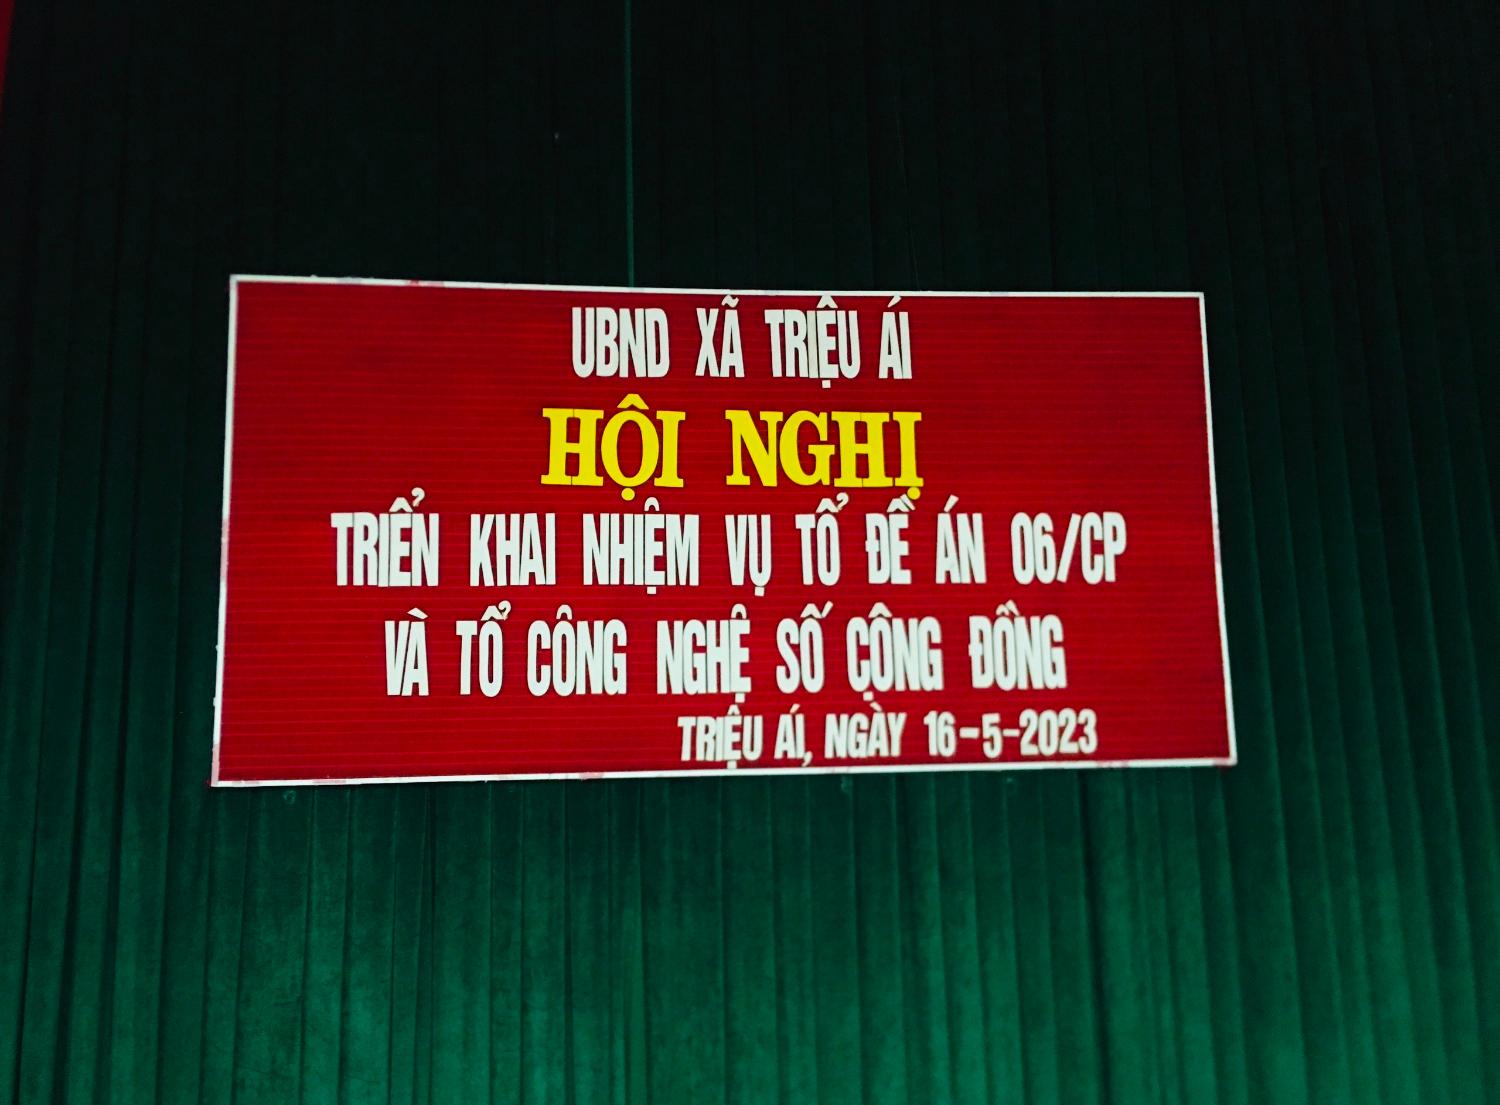 UBND XÃ TRIỆU ÁI
HỘI NGHỊ
TRIỂN KHAI NHIỆM VỤ TỔ ĐỀ ÁN 06/CP
VÀ TỔ CÔNG NGHỆ SỐ CỘNG ĐỒNG
TRIỆU ÁI, NGÀY 16-5-2023